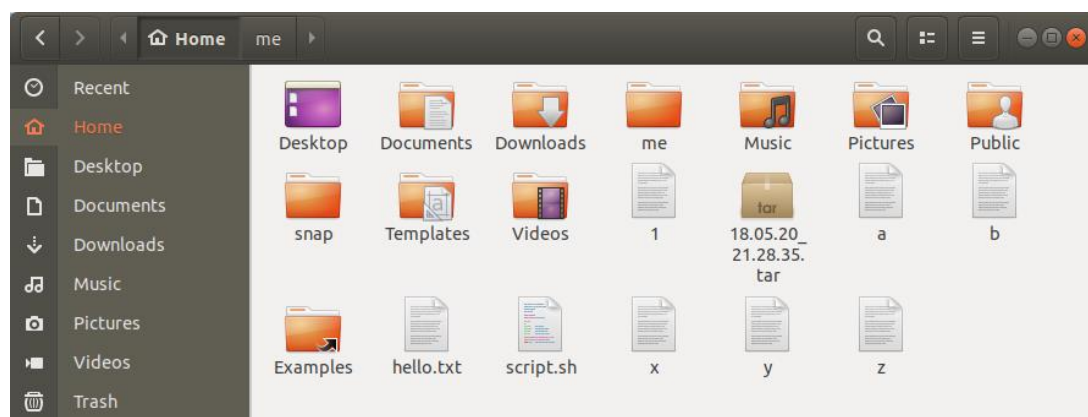 Home me
Recent
Home
Desktop
Documents
Downloads
Music
Pictures
Videos
Trash
Desktop Documents Downloads me Music Pictures Public
tar
snap Templates Videos 1 18.05.20_ a b
21.28.35.
tar
Examples hello.txt script.sh x y z